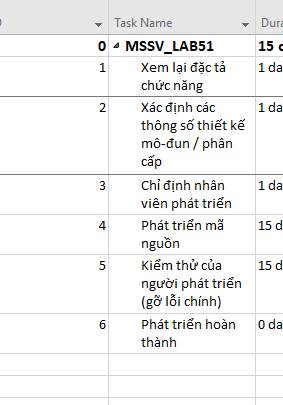 Task Name Dura
0 MSSV_LAB51 15 d
1 Xem lại đặc tả 1 da
chức năng
2 Xác định các 1 da
thông số thiết kế
mô-đun / phân
cấp
3 Chỉ định nhân 1 da
viên phát triển
4 Phát triển mã 15 d
nguồn
5 Kiểm thử của 15 d
người phát triển
(gỡ lỗi chính)
6 Phát triển hoàn 0 da
thành